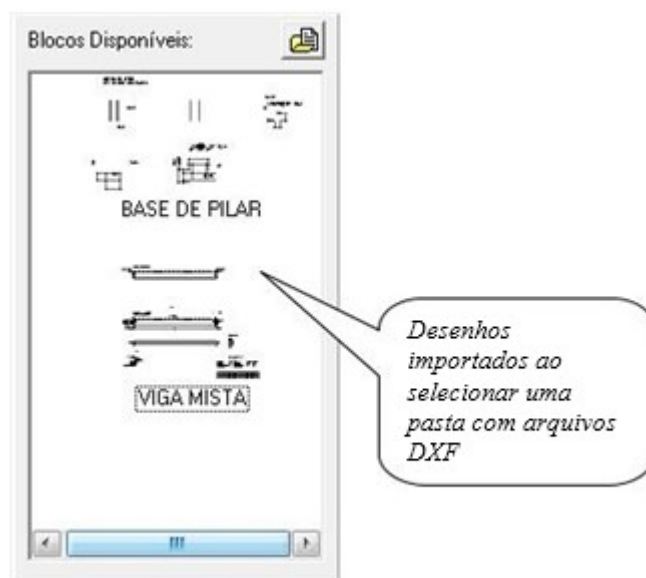 Blocos Disponíveis:
BASE DE PILAR
VIGA MISTA
Desenhos
importados ao
selecionar uma
pasta com arquivos
DXF